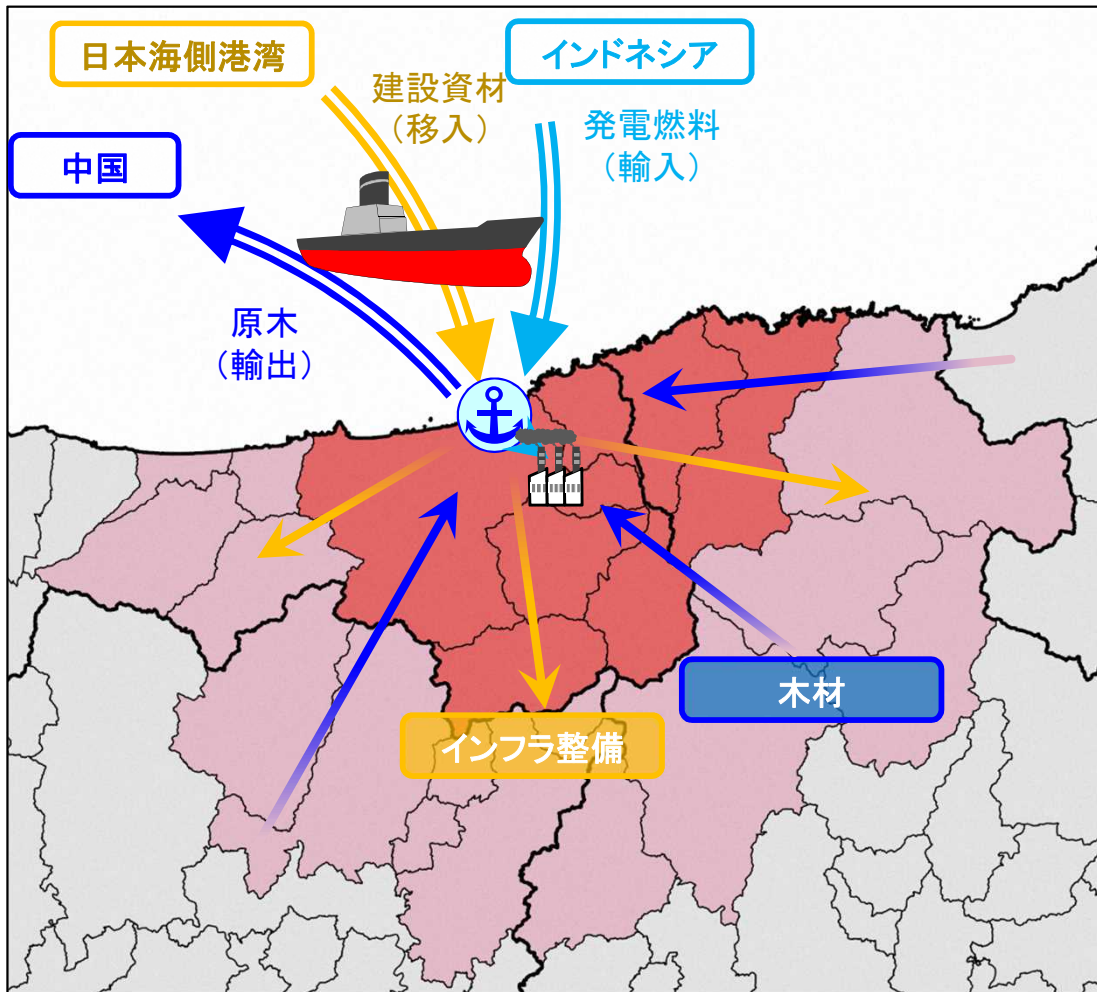 日本海側港湾
インドネシア
建設資材
（移入）
発電燃料
（輸入）
中国
原木
（輸出）
木材
インフラ整備